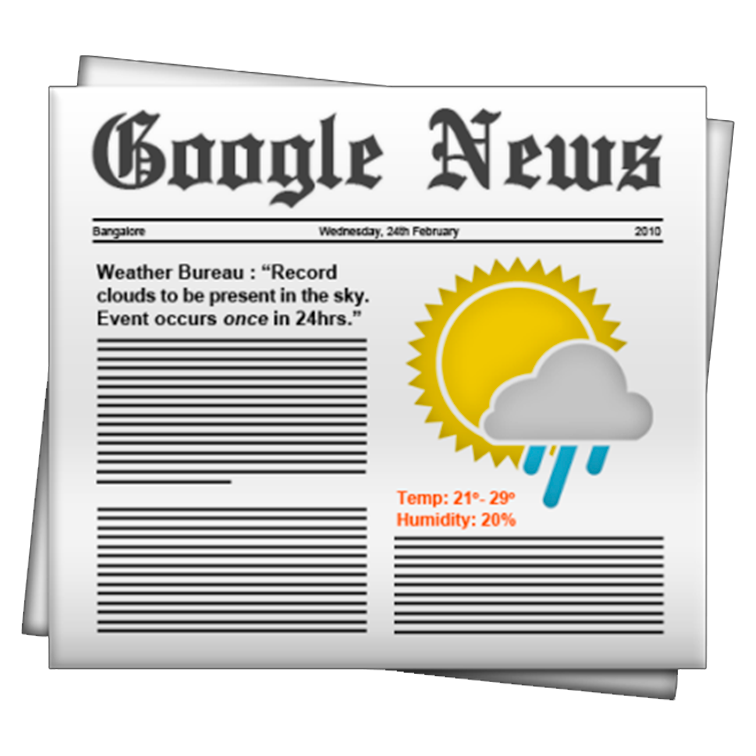 Google News
Bangalore Wednesday, 24th February 2010
Weather Bureau : “Record
clouds to be present in the sky.
Event occurs once in 24hrs.”
Temp: 21°- 29°
Humidity: 20%